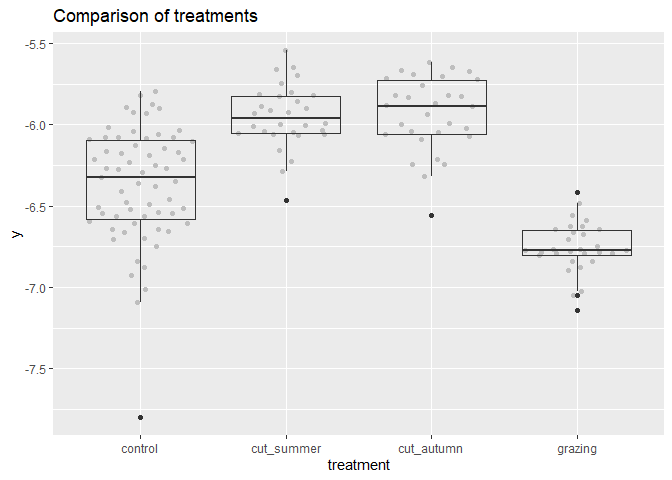 Comparison of treatments
-5.5
-6.0
-6.5
-7.0
-7.5
y
control cut_summer cut_autumn grazing
treatment